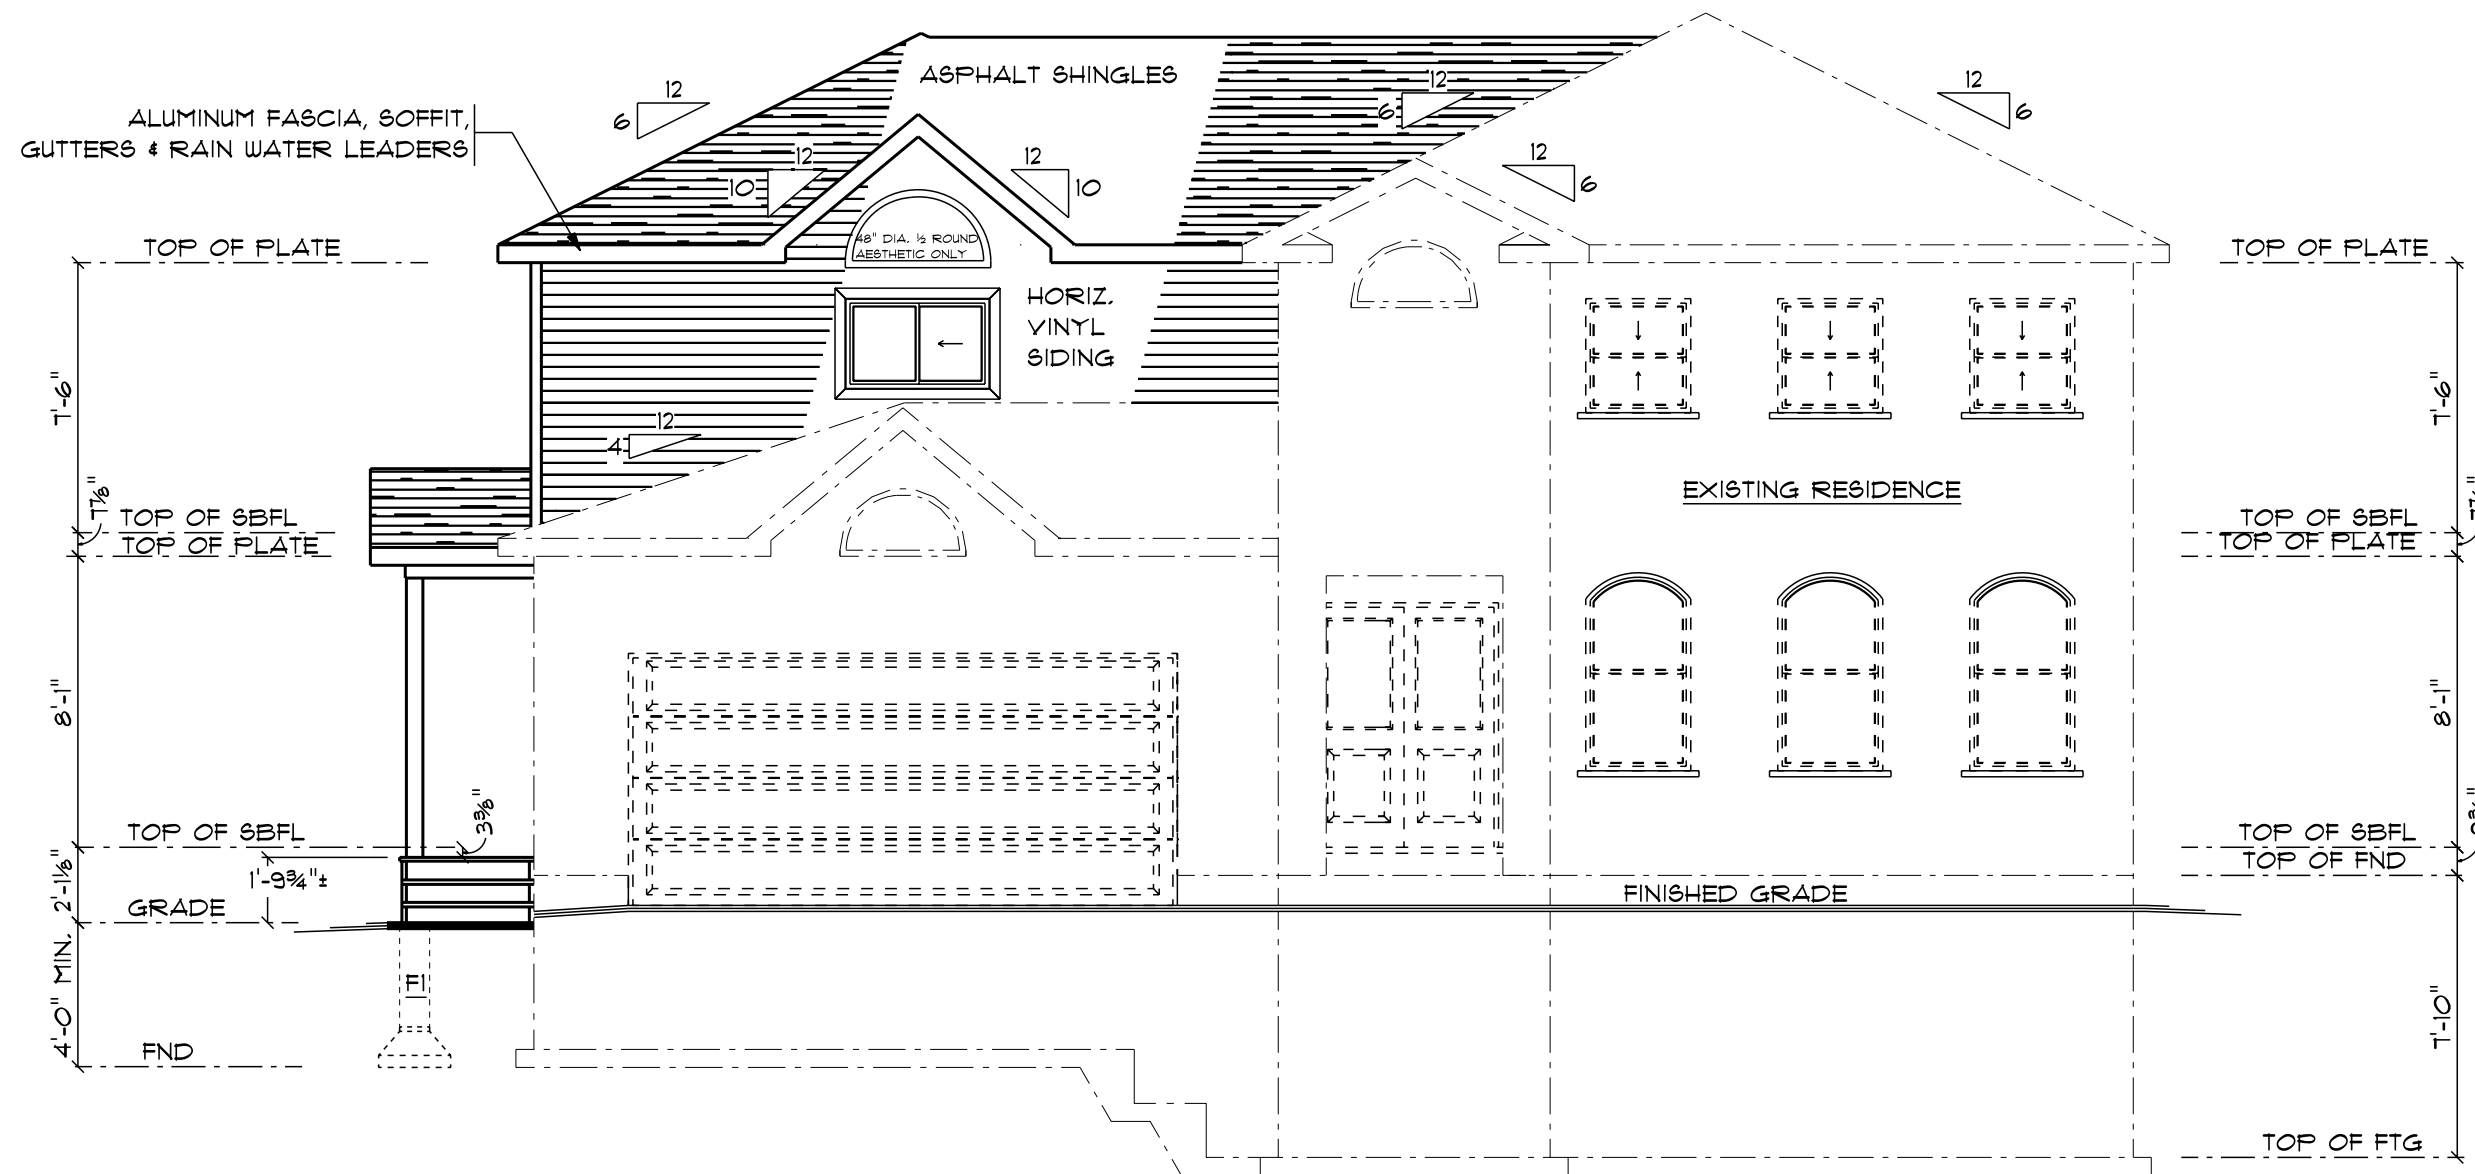 ASPHALT SHINGLES
ALUMINUM FASCIA, SOFFIT,
GUTTERS & RAIN WATER LEADERS
12
6
12
10
12
10
12
6
12
6
12
6
48" DIA. ½ ROUND
AESTHETIC ONLY
HORIZ.
VINYL
SIDING
12
4
EXISTING RESIDENCE
FINISHED GRADE
TOP OF PLATE
7'-6"
7⅞"
TOP OF SBFL
TOP OF PLATE
8'-1"
TOP OF SBFL
3⅜"
1'-9¾"±
2'-1⅛"
GRADE
4'-0" MIN.
F1
FND
TOP OF PLATE
7'-6"
TOP OF SBFL
TOP OF PLATE
8'-1"
TOP OF SBFL
TOP OF FND
7'-10"
TOP OF FTG